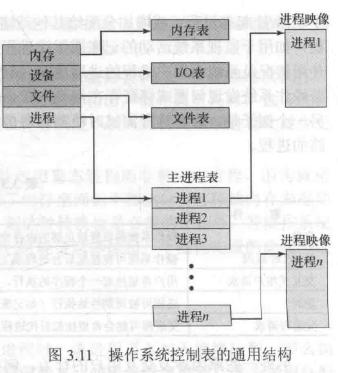 内存
设备
文件
进程
内存表
I/O表
文件表
主进程表
进程1
进程2
进程3
进程n
进程映像
进程1
进程映像
进程n
图 3.11 操作系统控制表的通用结构